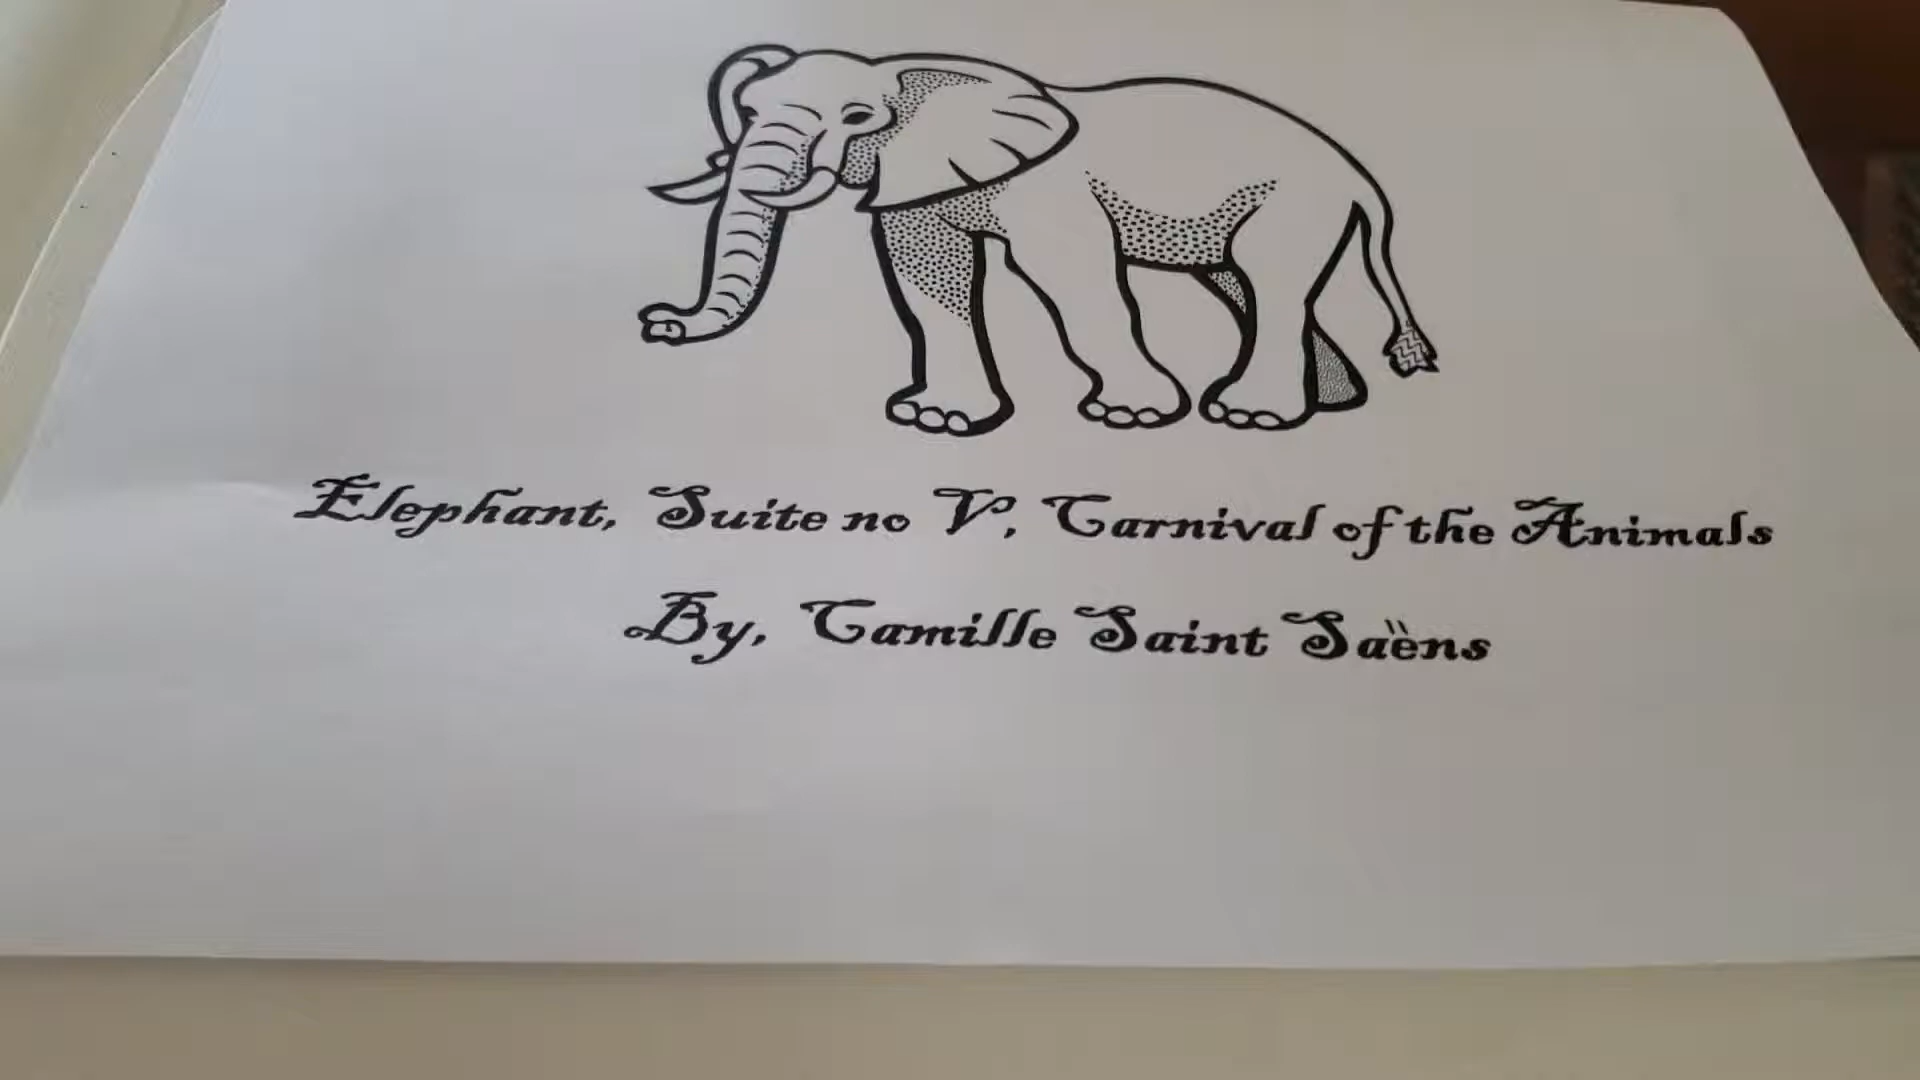 Elephant, Suite no V, Carnival of the Animals
By, Camille Saint Saëns